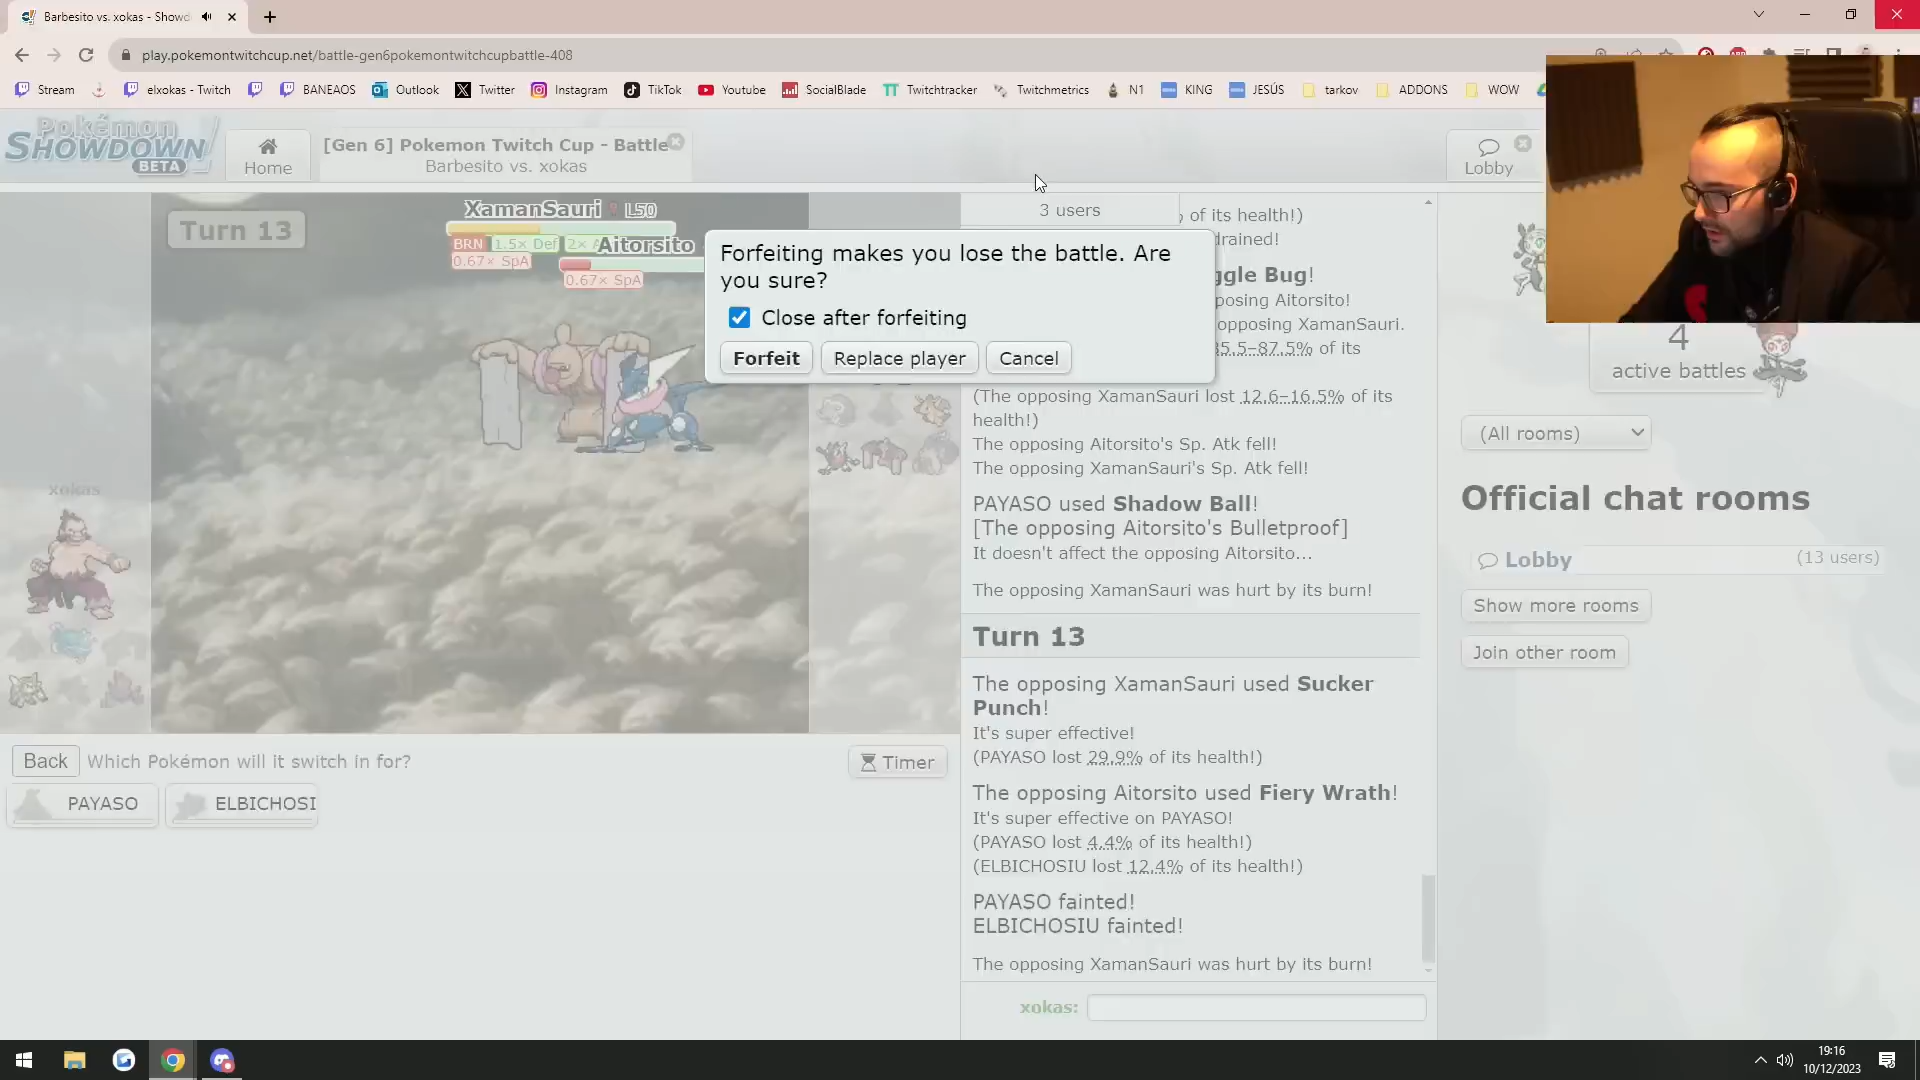 Barbesito vs. xokas - Showd
play.pokemontwitchcup.net/battle-gen6pokemontwitchcupbattle-408
Stream
elxokas - Twitch
BANEAOS
Outlook
Twitter
Instagram
TikTok
Youtube
SocialBlade
Twitchtracker
Twitchmetrics
N1
KING
JESÚS
tarkov
ADDONS
WOW
Pokémon
SHOWDOWN
BETA
Home
[Gen 6] Pokemon Twitch Cup - Battle
Barbesito vs. xokas
Lobby
Turn 13
XamanSauri L50
BRN 1.5× Def 2×
0.67× SpA
Aitorsito
0.67× SpA
xokas
3 users
Forfeiting makes you lose the battle. Are
you sure?
Close after forfeiting
Forfeit
Replace player
Cancel
of its health!)
drained!
ggle Bug!
posing Aitorsito!
opposing XamanSauri.
35.5–87.5% of its
(The opposing XamanSauri lost 12.6–16.5% of its
health!)
The opposing Aitorsito's Sp. Atk fell!
The opposing XamanSauri's Sp. Atk fell!
PAYASO used Shadow Ball!
[The opposing Aitorsito's Bulletproof]
It doesn't affect the opposing Aitorsito...
The opposing XamanSauri was hurt by its burn!
Turn 13
The opposing XamanSauri used Sucker
Punch!
It's super effective!
(PAYASO lost 29.9% of its health!)
The opposing Aitorsito used Fiery Wrath!
It's super effective on PAYASO!
(PAYASO lost 4.4% of its health!)
(ELBICHOSIU lost 12.4% of its health!)
PAYASO fainted!
ELBICHOSIU fainted!
The opposing XamanSauri was hurt by its burn!
xokas:
Back
Which Pokémon will it switch in for?
Timer
PAYASO
ELBICHOSI
4
active battles
(All rooms)
Official chat rooms
Lobby
(13 users)
Show more rooms
Join other room
19:16
10/12/2023